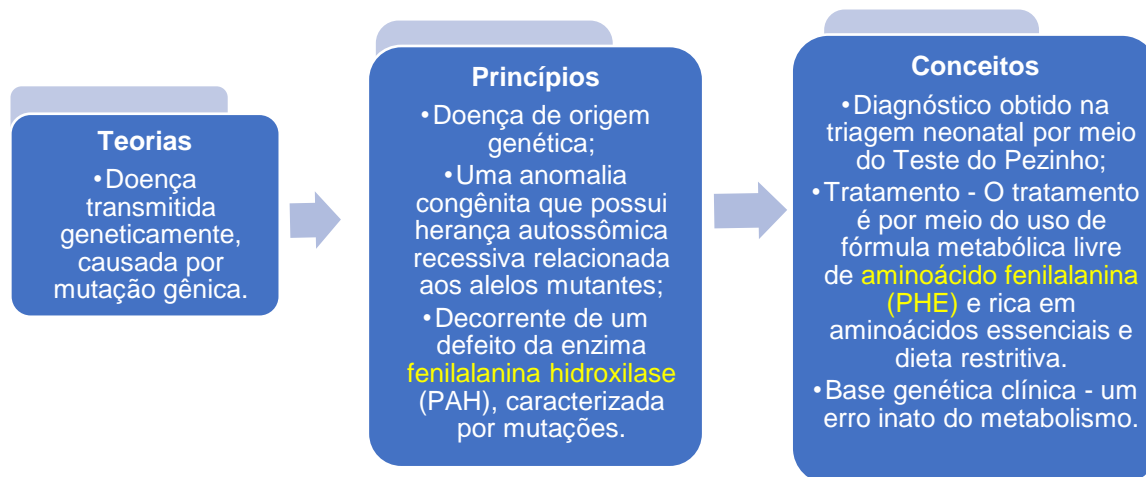 Teorias
•Doença
transmitida
geneticamente,
causada por
mutação gênica.
Princípios
•Doença de origem
genética;
•Uma anomalia
congênita que possui
herança autossômica
recessiva relacionada
aos alelos mutantes;
•Decorrente de um
defeito da enzima
fenilalanina hidroxilase
(PAH), caracterizada
por mutações.
Conceitos
•Diagnóstico obtido na
triagem neonatal por meio
do Teste do Pezinho;
•Tratamento - O tratamento
é por meio do uso de
fórmula metabólica livre
de aminoácido fenilalanina
(PHE) e rica em
aminoácidos essenciais e
dieta restritiva.
•Base genética clínica - um
erro inato do metabolismo.